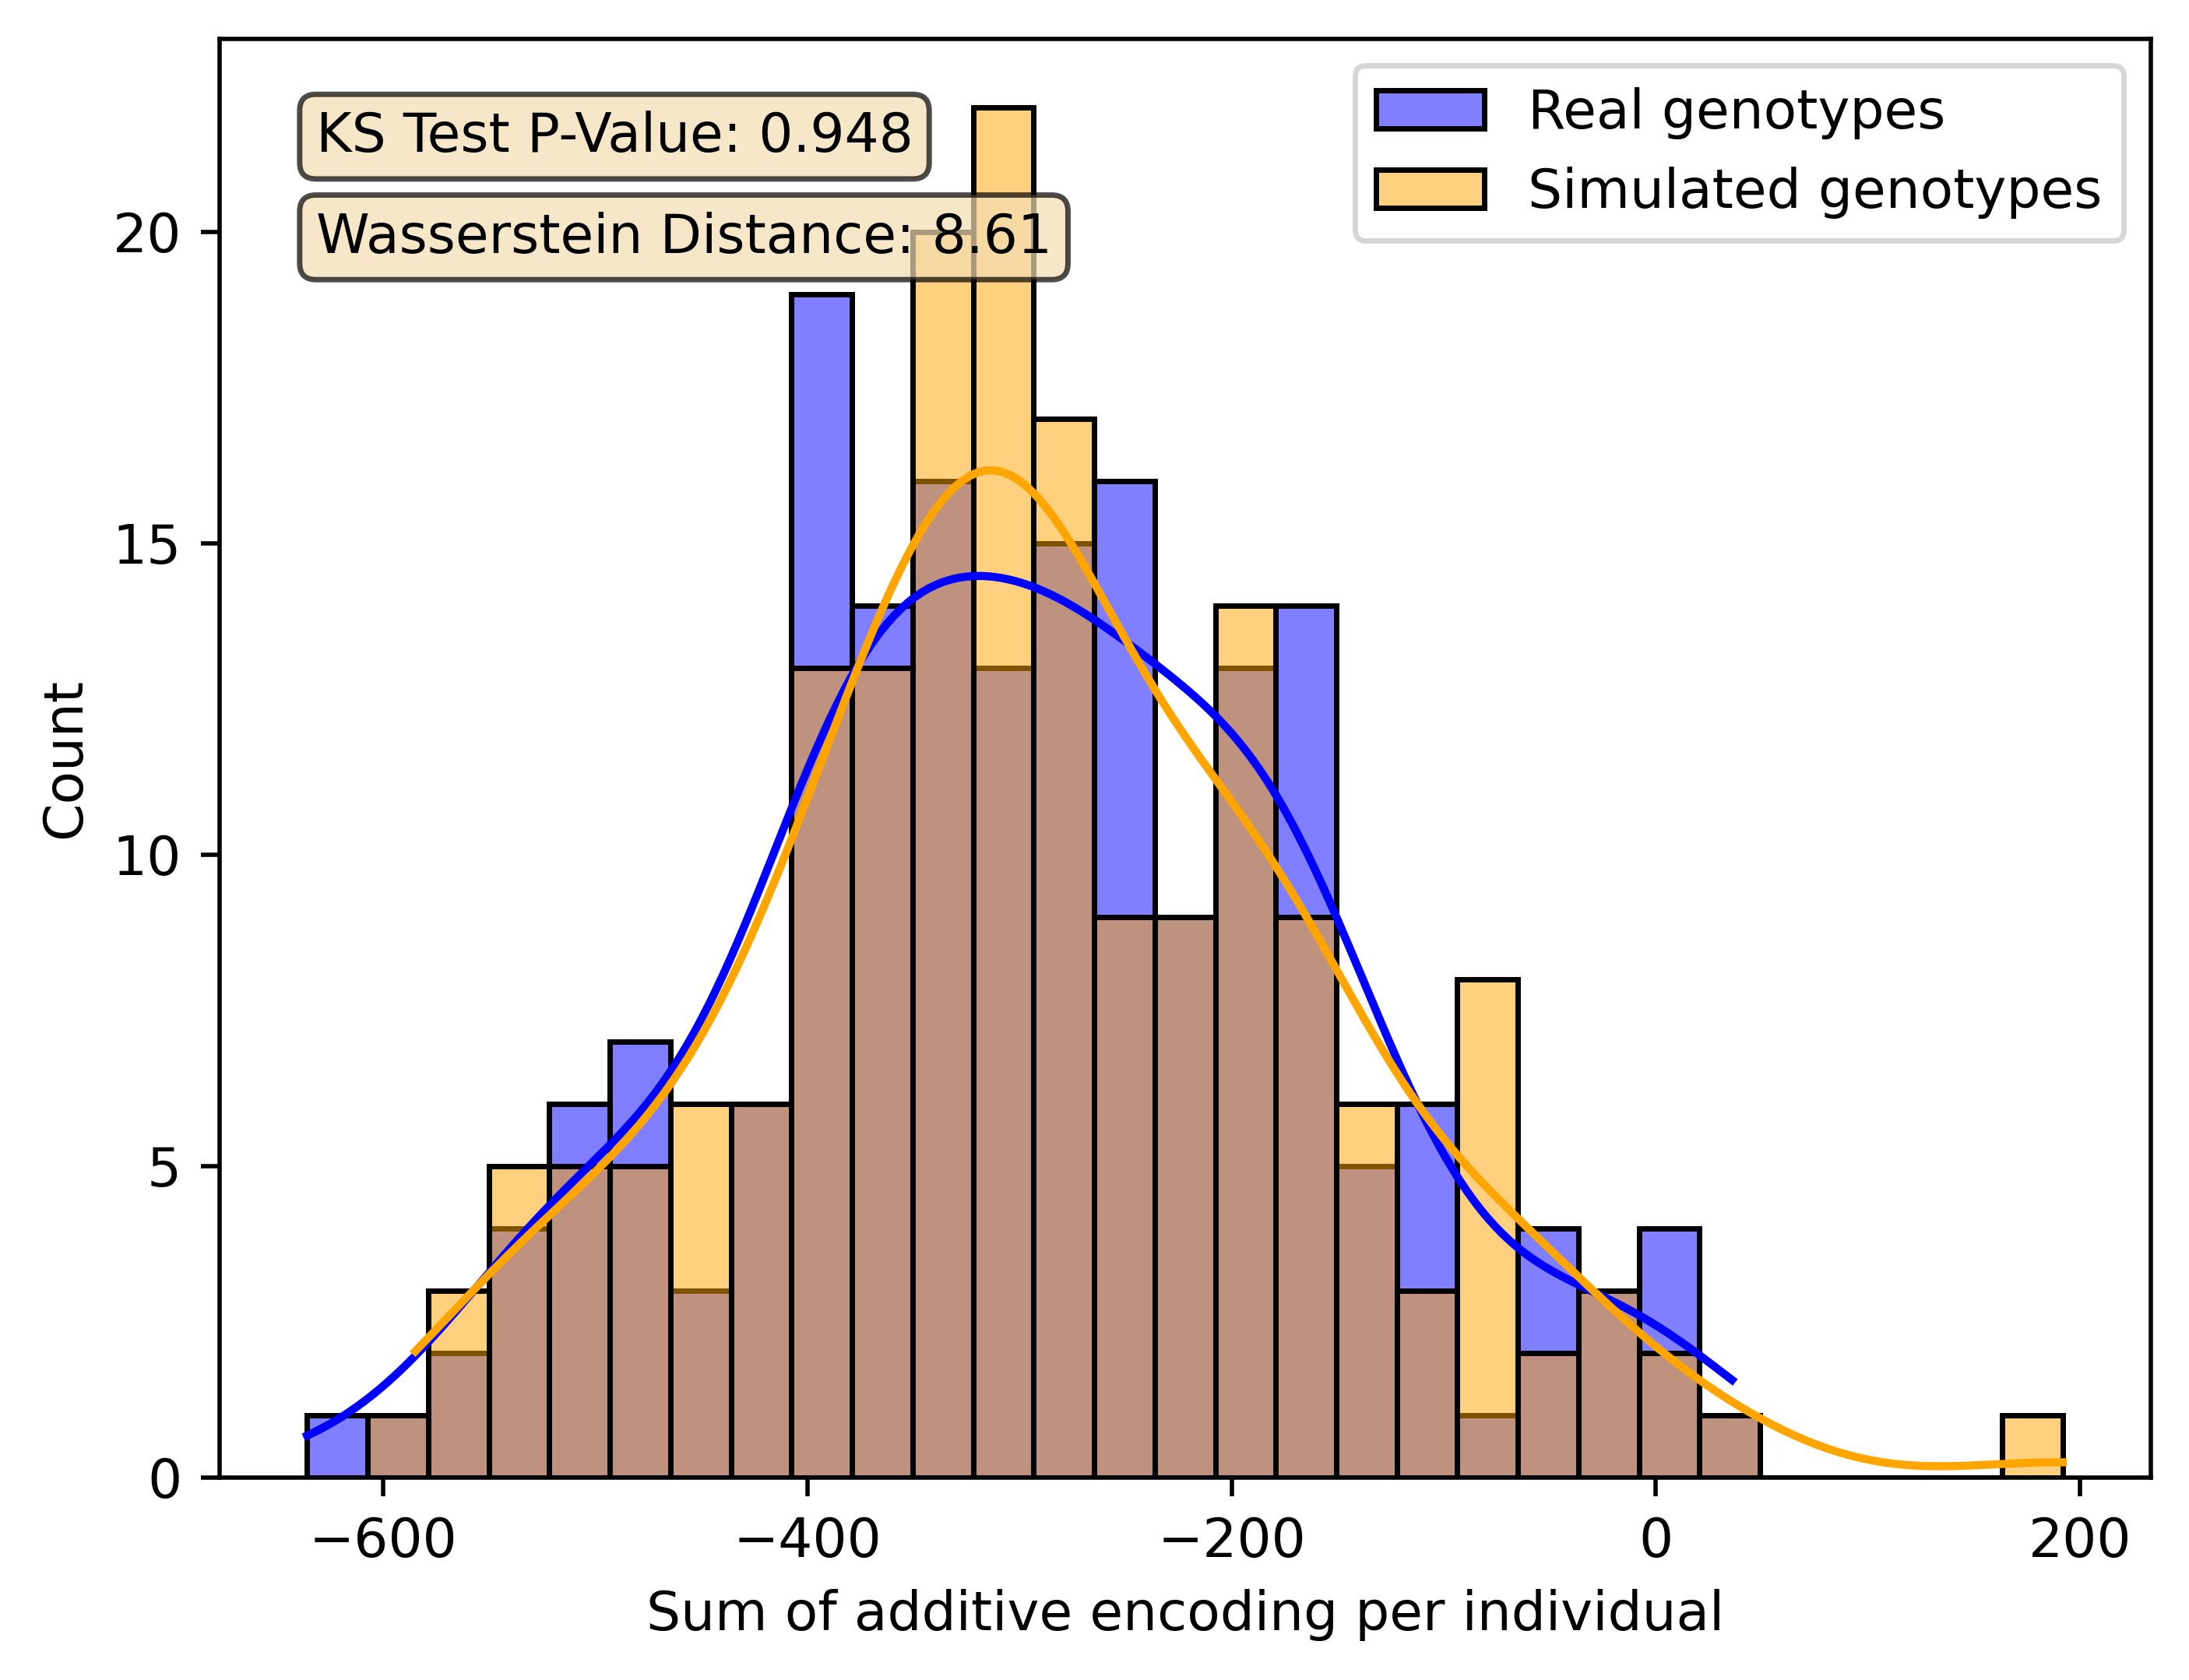 KS Test P-Value: 0.948
Wasserstein Distance: 8.61
Real genotypes
Simulated genotypes
20
15
10
5
0
Count
−600
−400
−200
0
200
Sum of additive encoding per individual